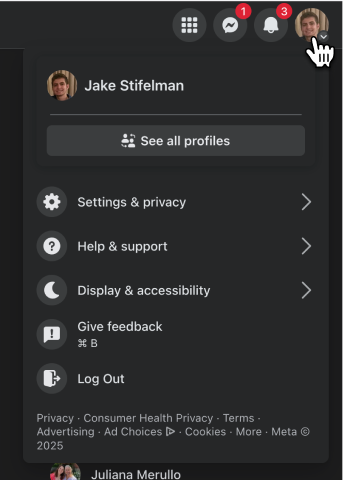 1
3
Jake Stifelman
See all profiles
Settings & privacy
Help & support
Display & accessibility
Give feedback
⌘ B
Log Out
Privacy · Consumer Health Privacy · Terms ·
Advertising · Ad Choices · Cookies · More · Meta ©
2025
Juliana Merullo